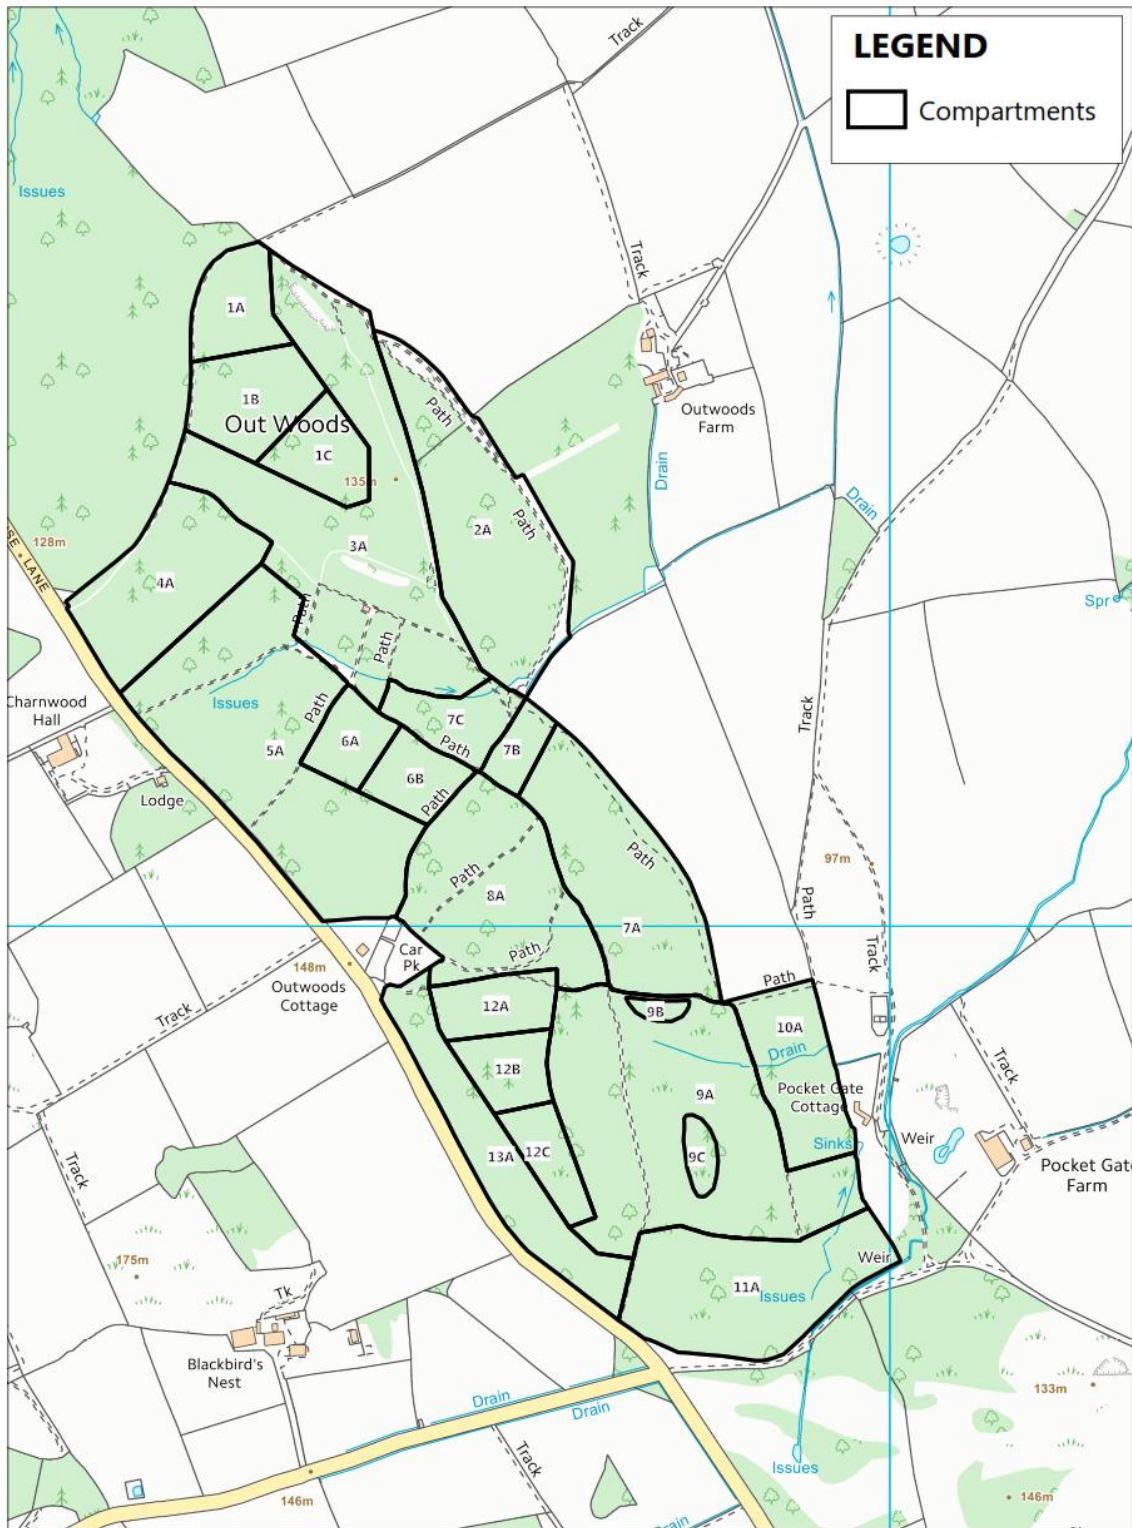 LEGEND
Compartments
Track
Issues
Track
1A
1B
Out Woods
1C
135m
Path
Outwoods
Farm
Drain
Drain
2A
Path
128m
3A
4A
LANE
Path
Path
Spr
Charnwood
Hall
Issues
Path
5A
6A
7C
Path
7B
6B
Path
Track
Lodge
97m
Path
Path
8A
Path
7A
Track
Car
Pk
Path
148m
Outwoods
Cottage
Track
Path
12A
9B
10A
Drain
Track
12B
9A
Pocket Gate
Cottage
Sinks
Weir
13A
12C
9C
Pocket Gate
Farm
Track
175m
Weir
11A
Issues
Tk
Blackbird's
Nest
133m
Drain
Drain
Track
Issues
146m
146m
Drain